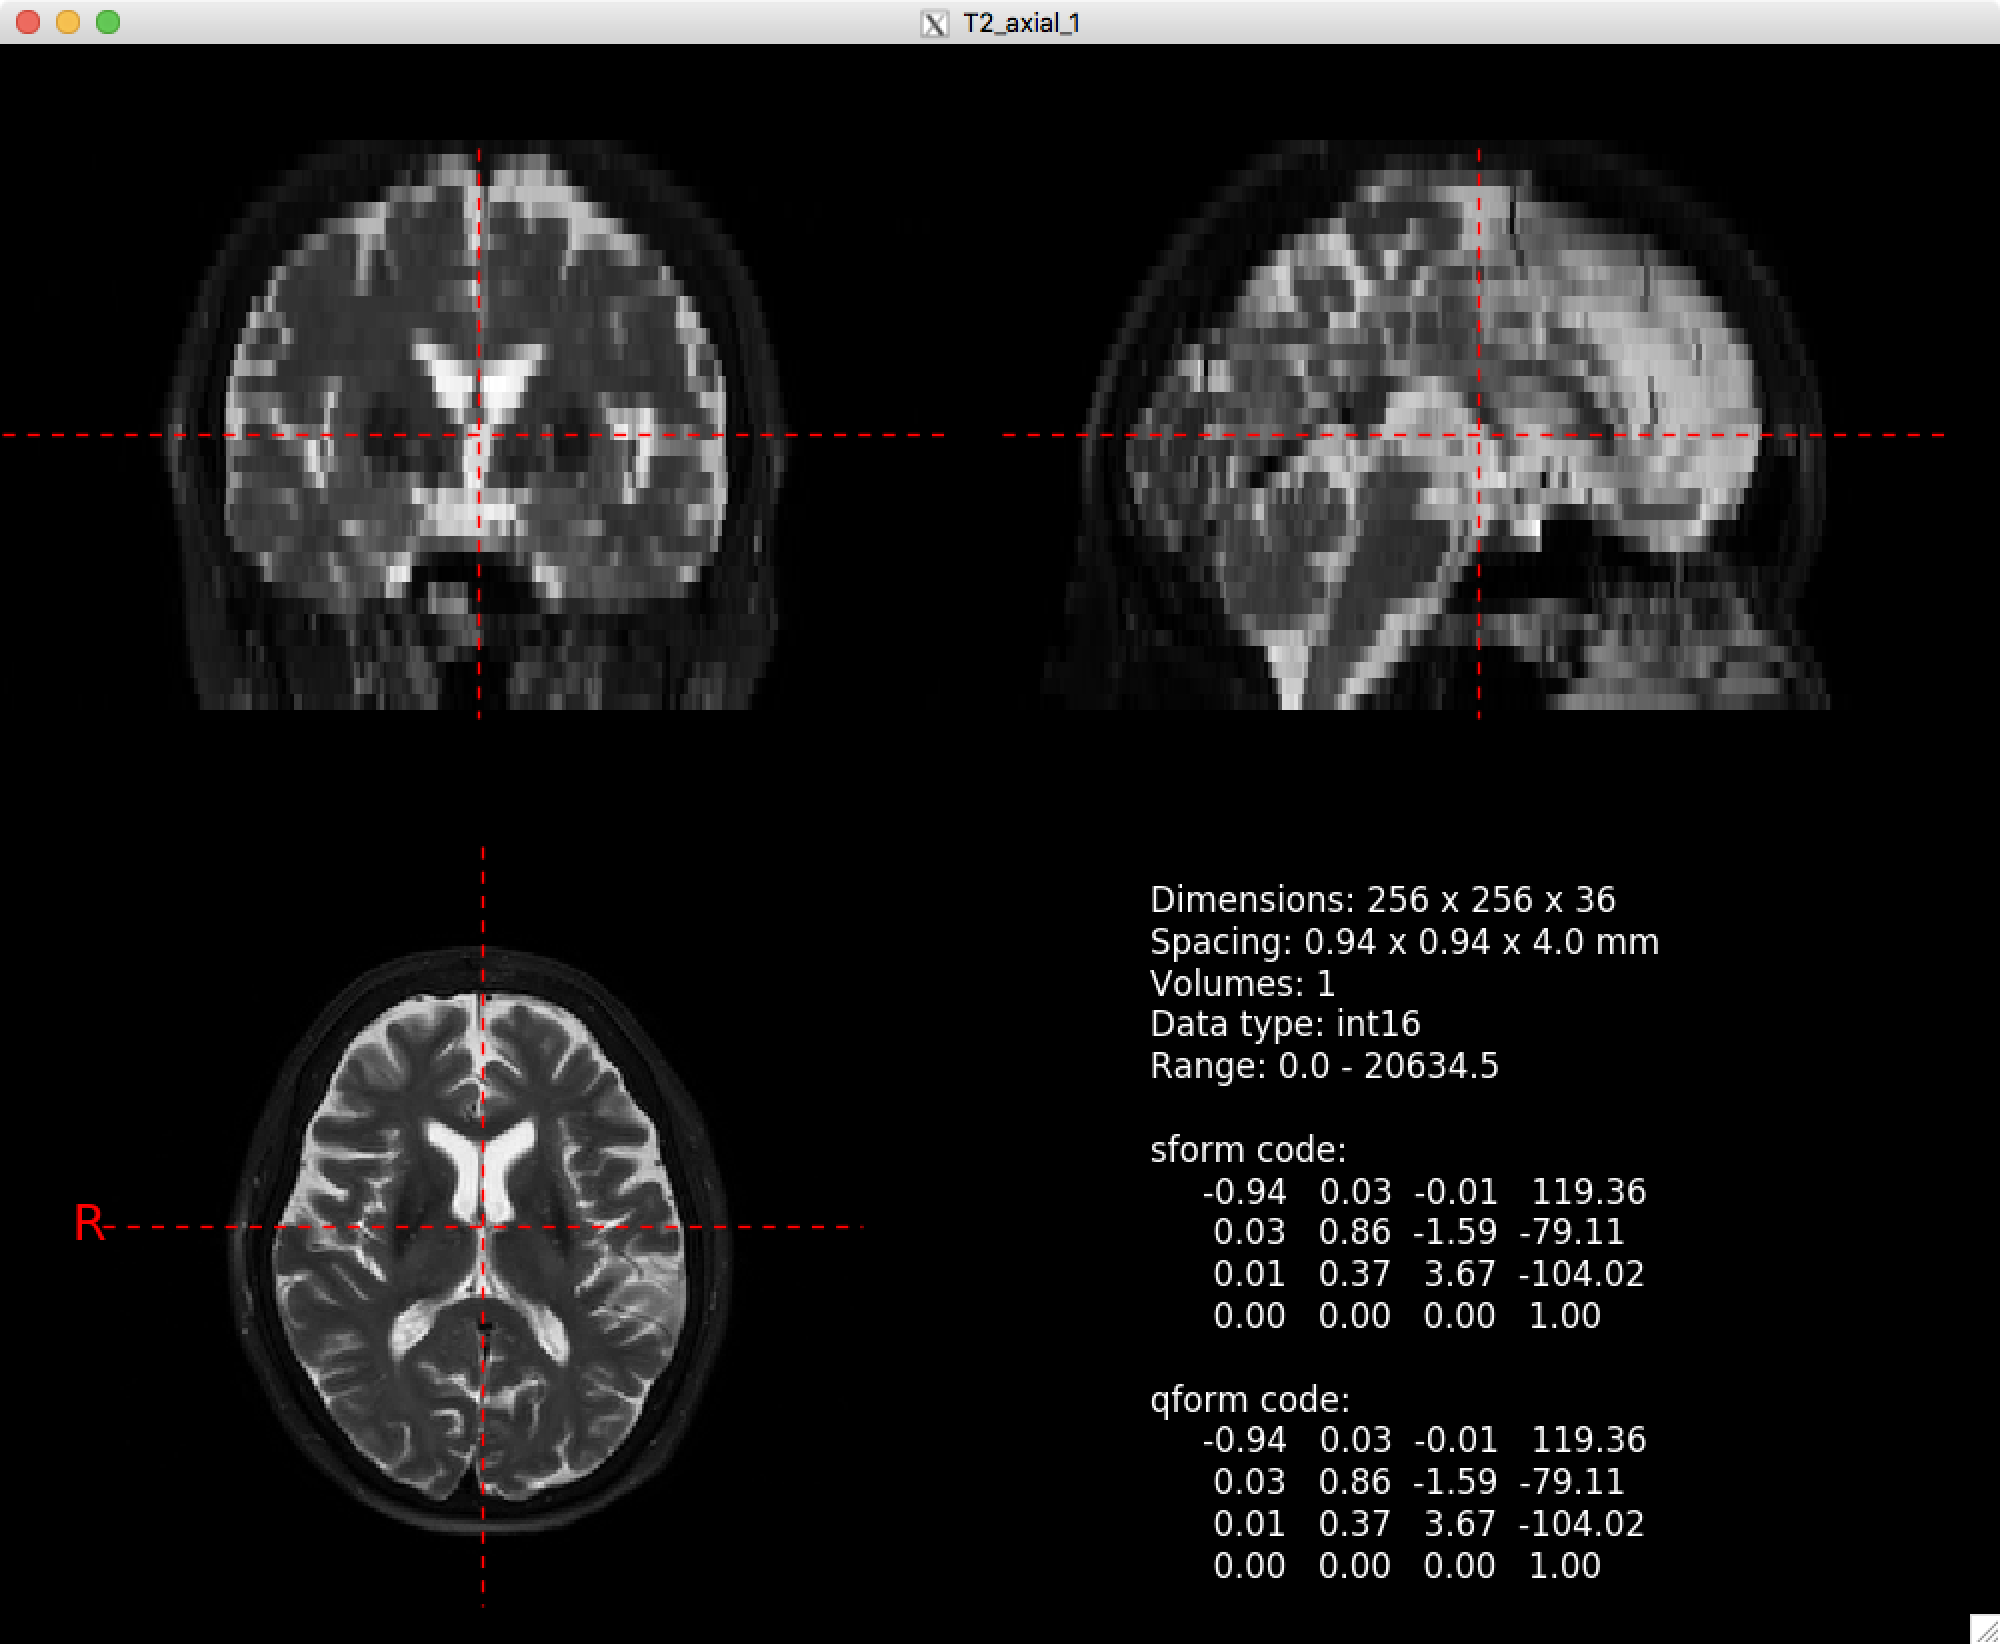 T2_axial_1
R
Dimensions: 256 x 256 x 36
Spacing: 0.94 x 0.94 x 4.0 mm
Volumes: 1
Data type: int16
Range: 0.0 - 20634.5
sform code:
-0.94 0.03 -0.01 119.36
0.03 0.86 -1.59 -79.11
0.01 0.37 3.67 -104.02
0.00 0.00 0.00 1.00
qform code:
-0.94 0.03 -0.01 119.36
0.03 0.86 -1.59 -79.11
0.01 0.37 3.67 -104.02
0.00 0.00 0.00 1.00